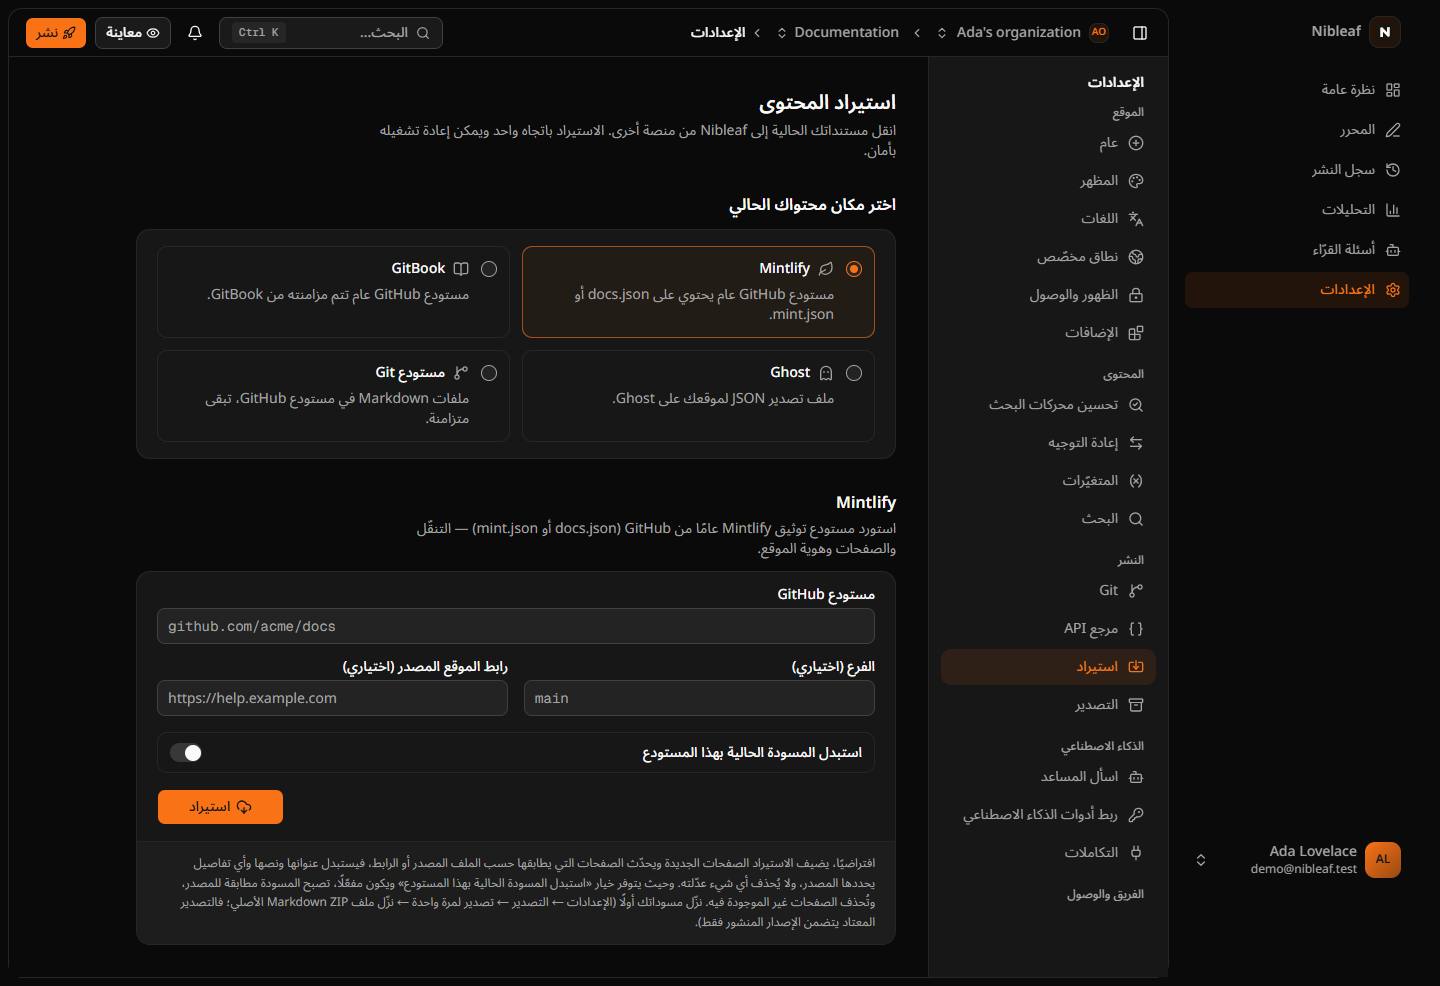 Nibleaf
N
نظرة عامة
المحرر
سجل النشر
التحليلات
أسئلة القرّاء
الإعدادات
Ada Lovelace
demo@nibleaf.test
AL
AO
Ada's organization
Documentation
الإعدادات
البحث...
Ctrl K
معاينة
نشر
الإعدادات
الموقع
عام
المظهر
اللغات
نطاق مخصّص
الظهور والوصول
الإضافات
المحتوى
تحسين محركات البحث
إعادة التوجيه
المتغيّرات
البحث
النشر
Git
مرجع API
استيراد
التصدير
الذكاء الاصطناعي
اسأل المساعد
ربط أدوات الذكاء الاصطناعي
التكاملات
الفريق والوصول
استيراد المحتوى
انقل مستنداتك الحالية إلى Nibleaf من منصة أخرى. الاستيراد باتجاه واحد ويمكن إعادة تشغيله
بأمان.
اختر مكان محتواك الحالي
Mintlify
مستودع GitHub عام يحتوي على docs.json أو
mint.json.
GitBook
مستودع GitHub عام تتم مزامنته من GitBook.
Ghost
ملف تصدير JSON لموقعك على Ghost.
مستودع Git
ملفات Markdown في مستودع GitHub، تبقى
متزامنة.
Mintlify
استورد مستودع توثيق Mintlify عامًا من GitHub (docs.json أو mint.json) — التنقّل
والصفحات وهوية الموقع.
مستودع GitHub
github.com/acme/docs
الفرع (اختياري)
main
رابط الموقع المصدر (اختياري)
https://help.example.com
استبدل المسودة الحالية بهذا المستودع
استيراد
افتراضيًا، يضيف الاستيراد الصفحات الجديدة ويحدّث الصفحات التي يطابقها حسب الملف المصدر أو الرابط، فيستبدل عنوانها ونصها وأي تفاصيل
يحددها المصدر، ولا يُحذف أي شيء عدّلته. وحيث يتوفر خيار «استبدل المسودة الحالية بهذا المستودع» ويكون مفعّلًا، تصبح المسودة مطابقة للمصدر،
وتُحذف الصفحات غير الموجودة فيه. نزّل مسوداتك أولًا (الإعدادات ← التصدير ← تصدير لمرة واحدة ← نزّل ملف Markdown ZIP الأصلي؛ فالتصدير
المعتاد يتضمن الإصدار المنشور فقط).